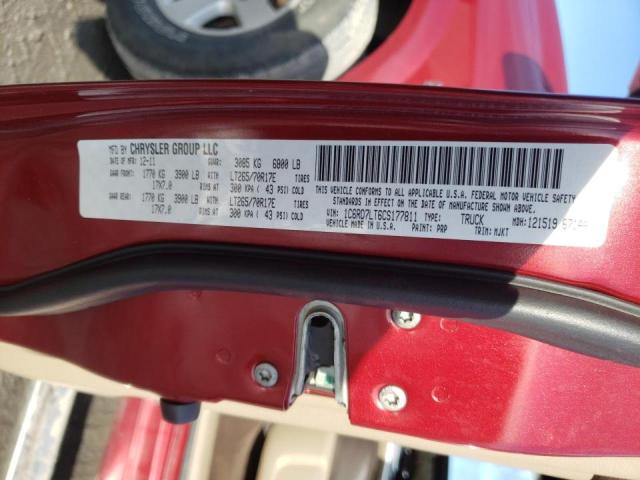 MFD BY CHRYSLER GROUP LLC
DATE OF MFR: 12-11 GVWR: 3085 KG 6800 LB
GAWR FRONT: 1770 KG 3900 LB LT265/70R17E TIRES
17X7.0 RIMS AT 300 KPA ( 43 PSI) COLD
GAWR REAR: 1770 KG 3900 LB LT265/70R17E TIRES
17X7.0 RIMS AT 300 KPA ( 43 PSI) COLD
THIS VEHICLE CONFORMS TO ALL APPLICABLE
U.S.A. FEDERAL MOTOR VEHICLE SAFETY
STANDARDS IN EFFECT ON THE DATE OF MANUFACTURE SHOWN ABOVE.
VIN: 1C6RD7LT6CS177811 TYPE: TRUCK MDH: 121519
VEHICLE MADE IN U.S.A. PAINT: PRP TRIM: MJKT